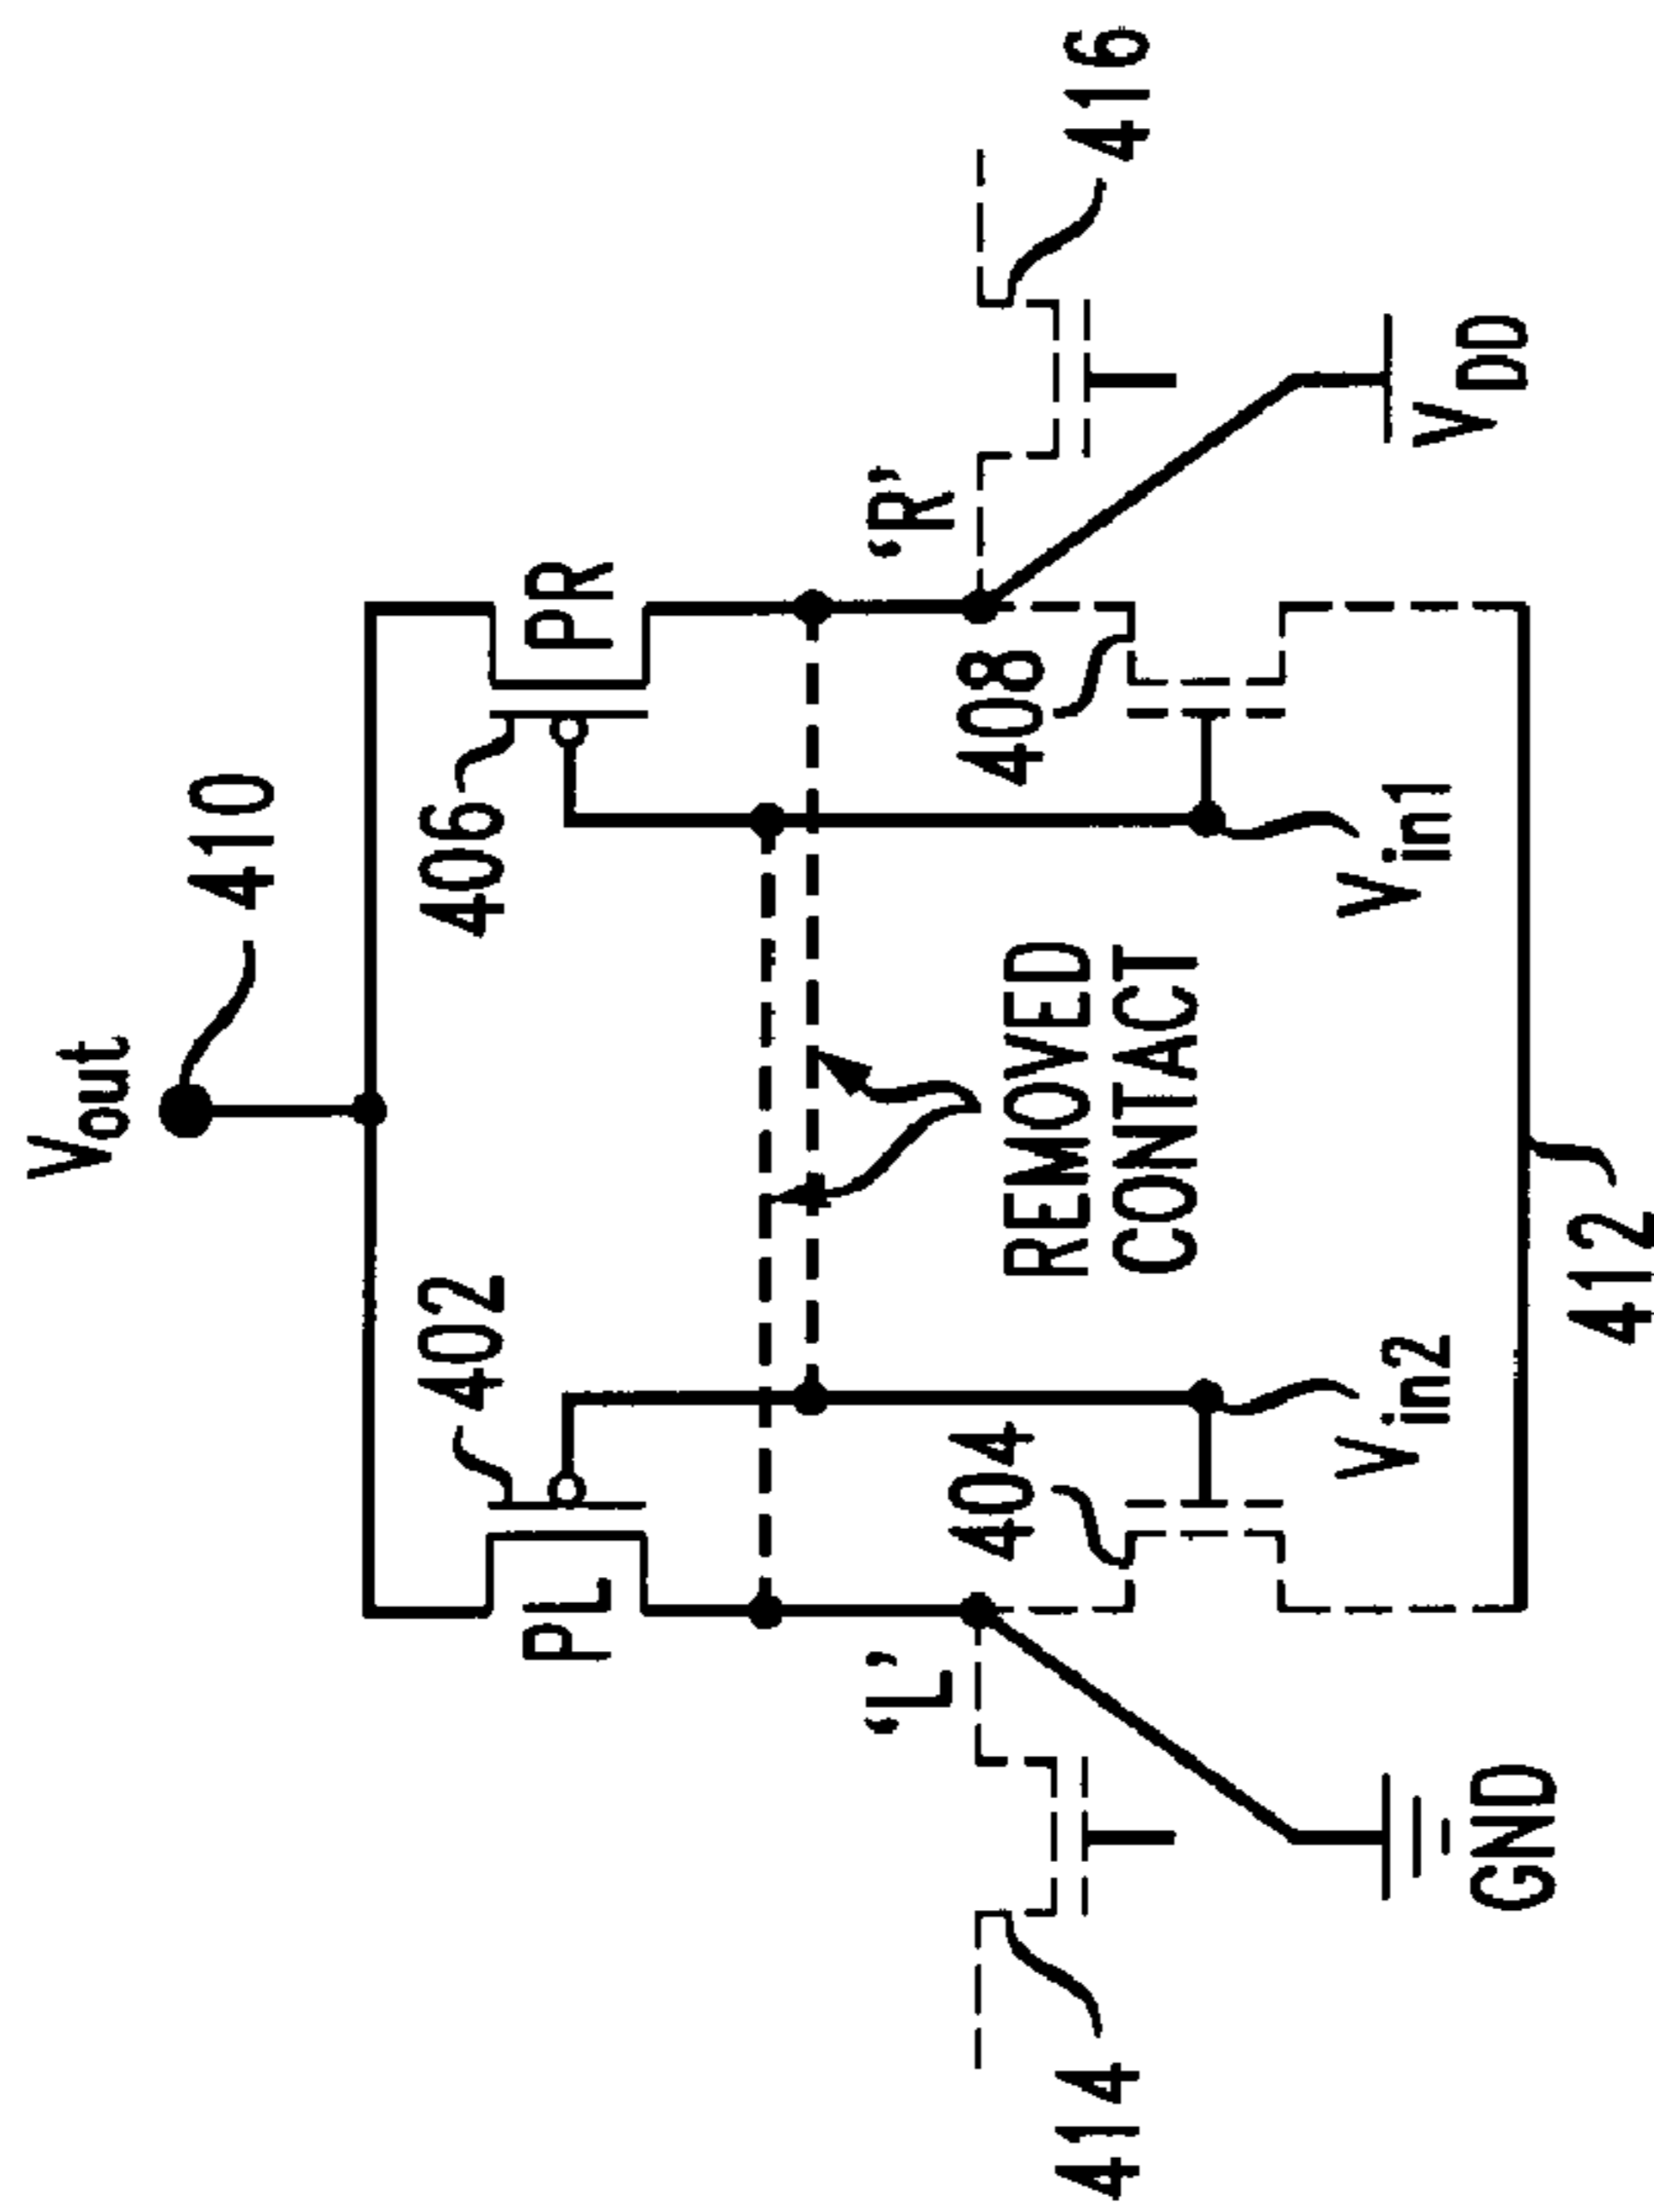 Vout
410
402
406
PL
PR
'L'
'R'
404
408
REMOVED
CONTACT
414
416
Vin2
Vin1
GND
VDD
412